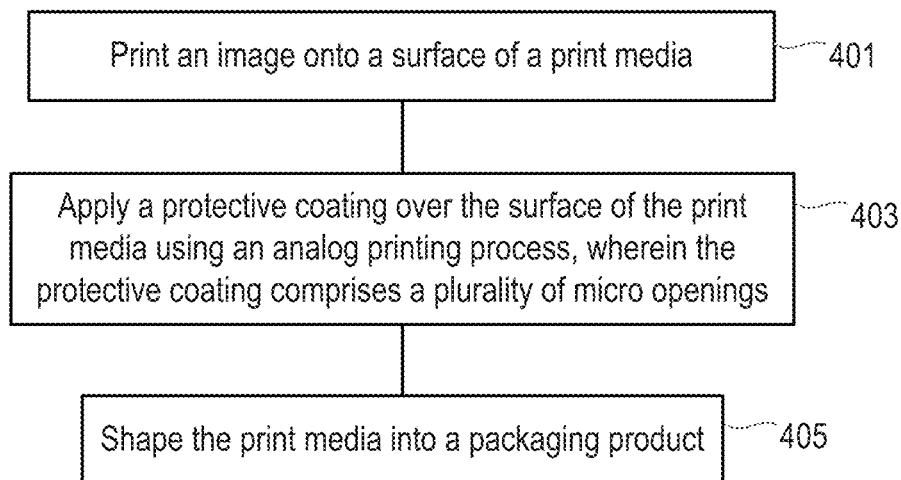 Print an image onto a surface of a print media
401
Apply a protective coating over the surface of the print
media using an analog printing process, wherein the
protective coating comprises a plurality of micro openings
403
Shape the print media into a packaging product
405